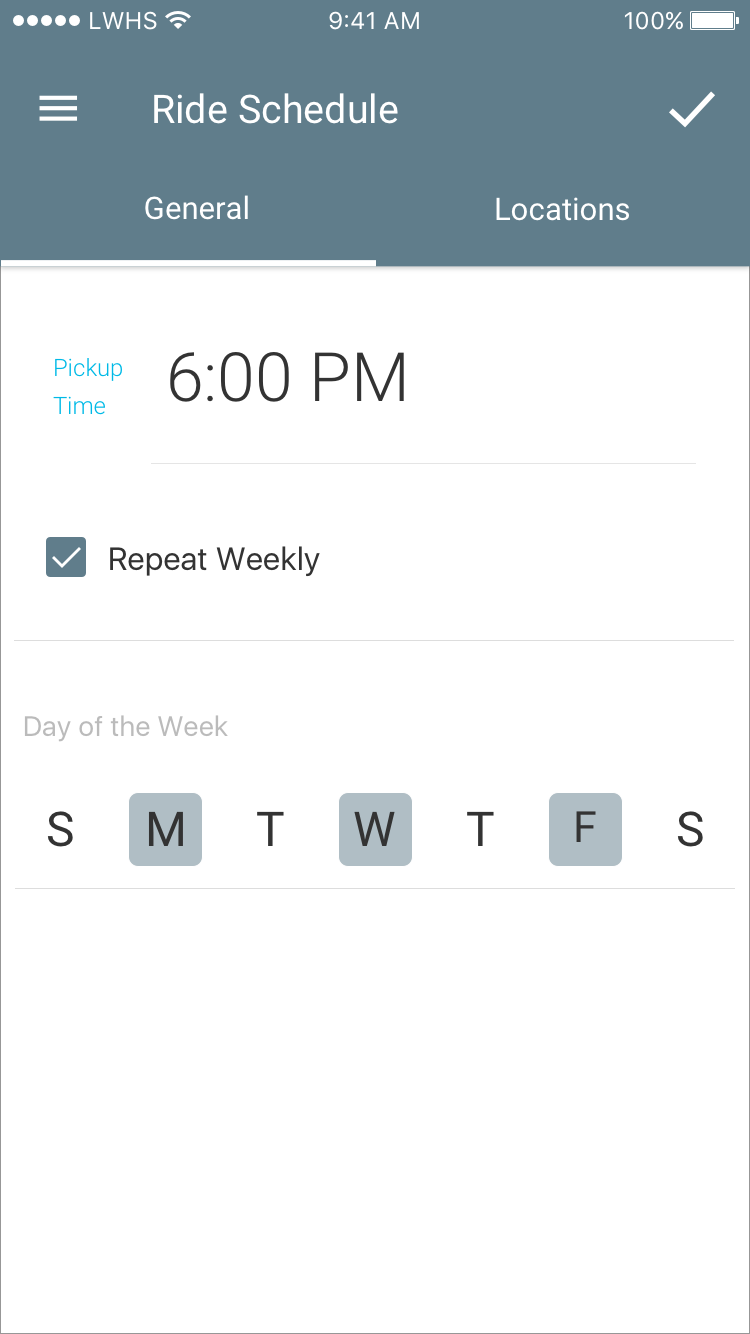 LWHS 9:41 AM 100%
Ride Schedule
General Locations
Pickup
Time
6:00 PM
Repeat Weekly
Day of the Week
S M T W T F S